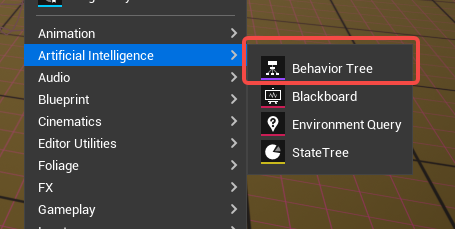 Animation
Artificial Intelligence
Behavior Tree
Audio
Blackboard
Blueprint
Environment Query
Cinematics
StateTree
Editor Utilities
Foliage
FX
Gameplay